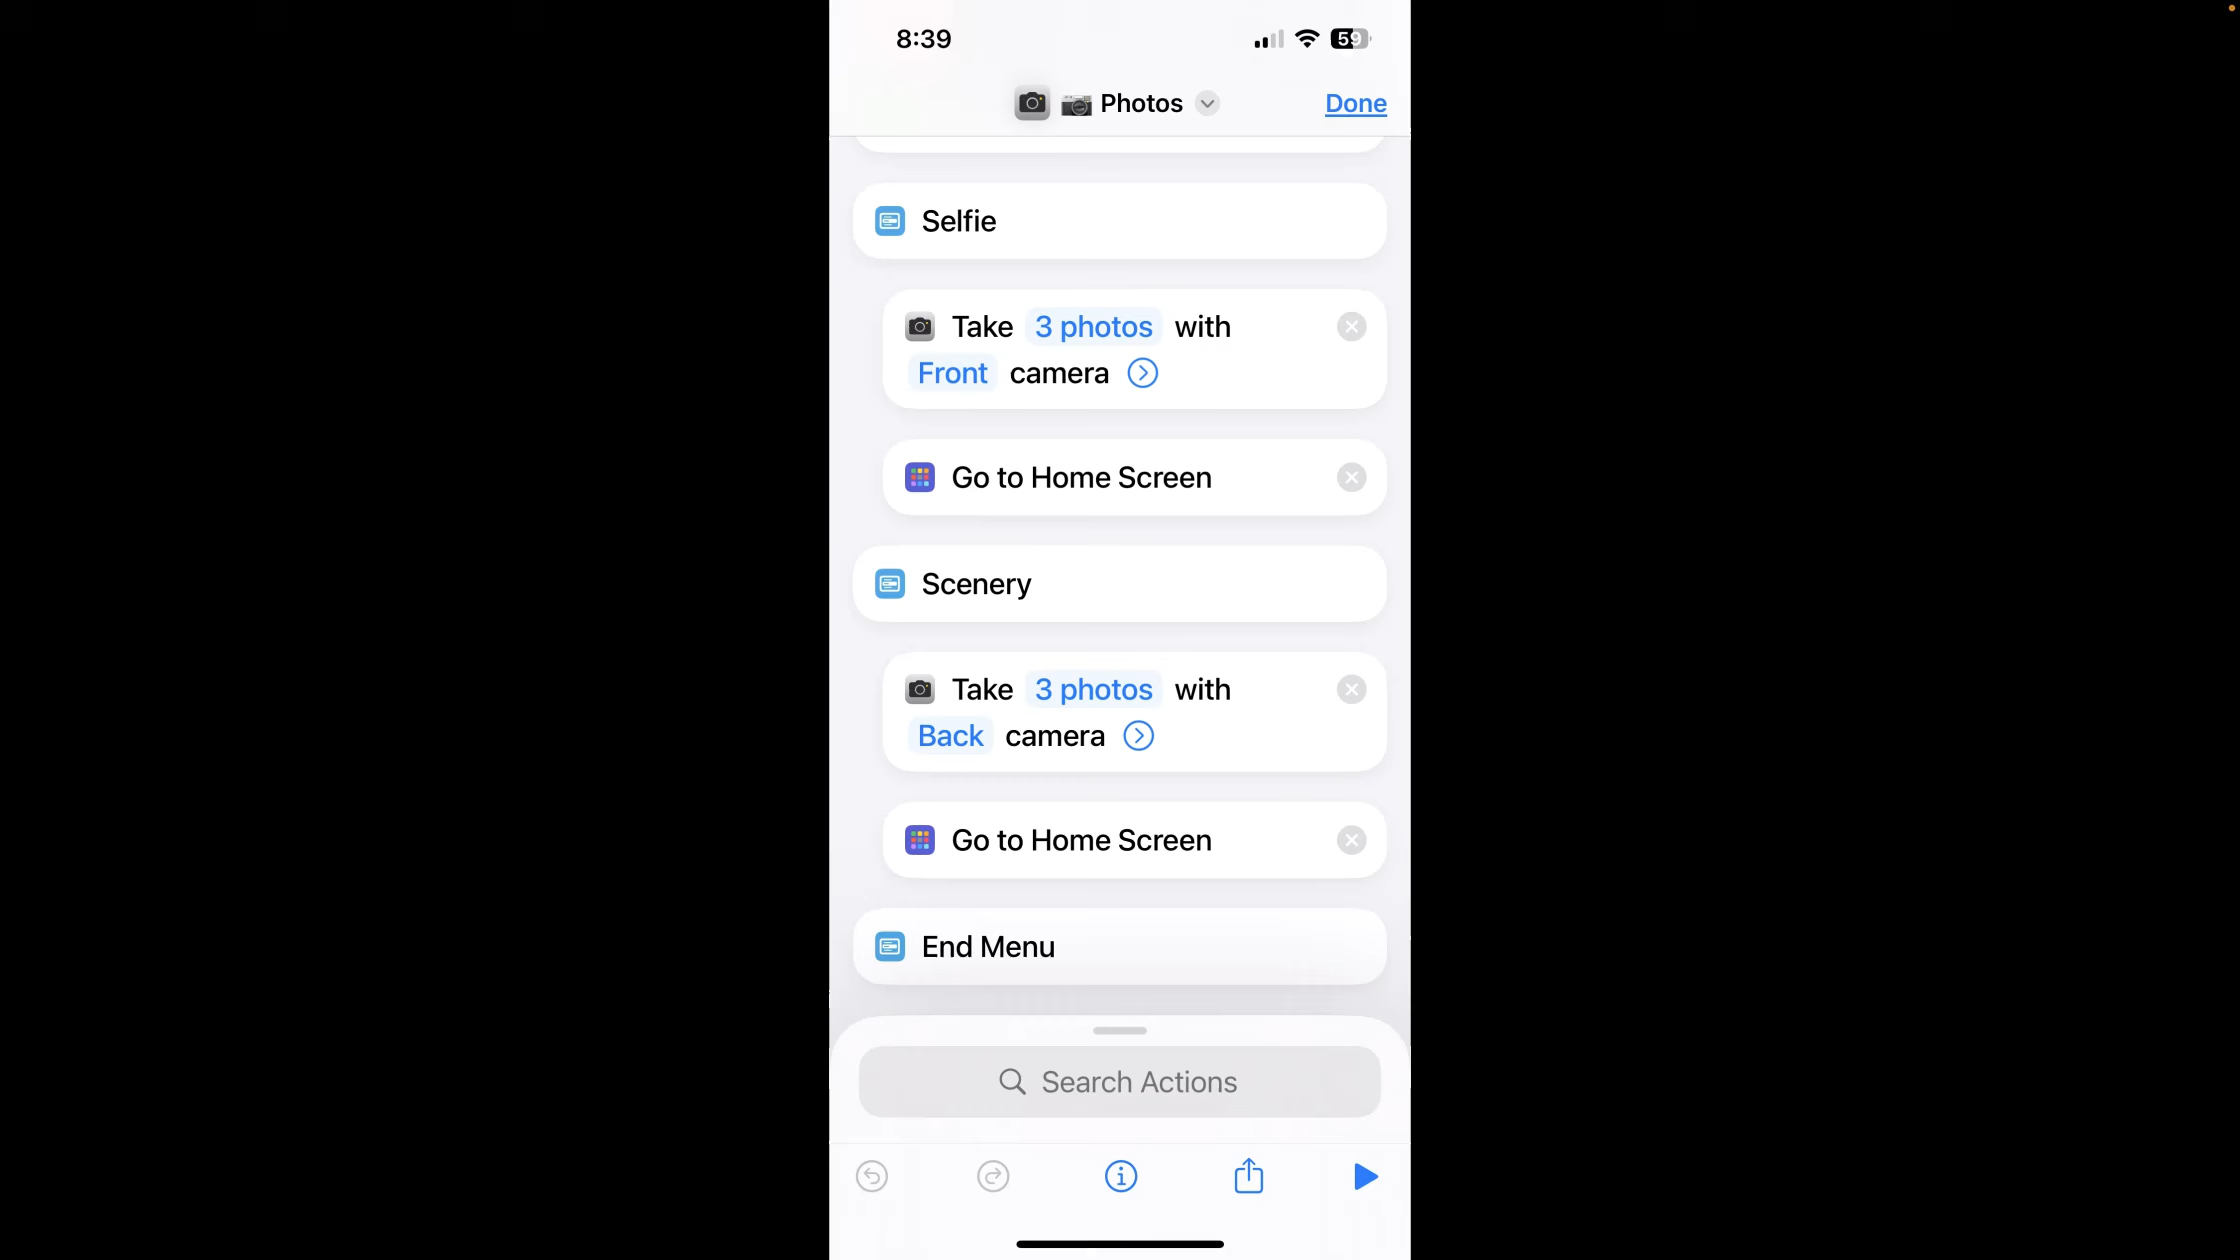 8:39
59
Photos
Done
Selfie
Take 3 photos with
Front camera
Go to Home Screen
Scenery
Take 3 photos with
Back camera
Go to Home Screen
End Menu
Search Actions